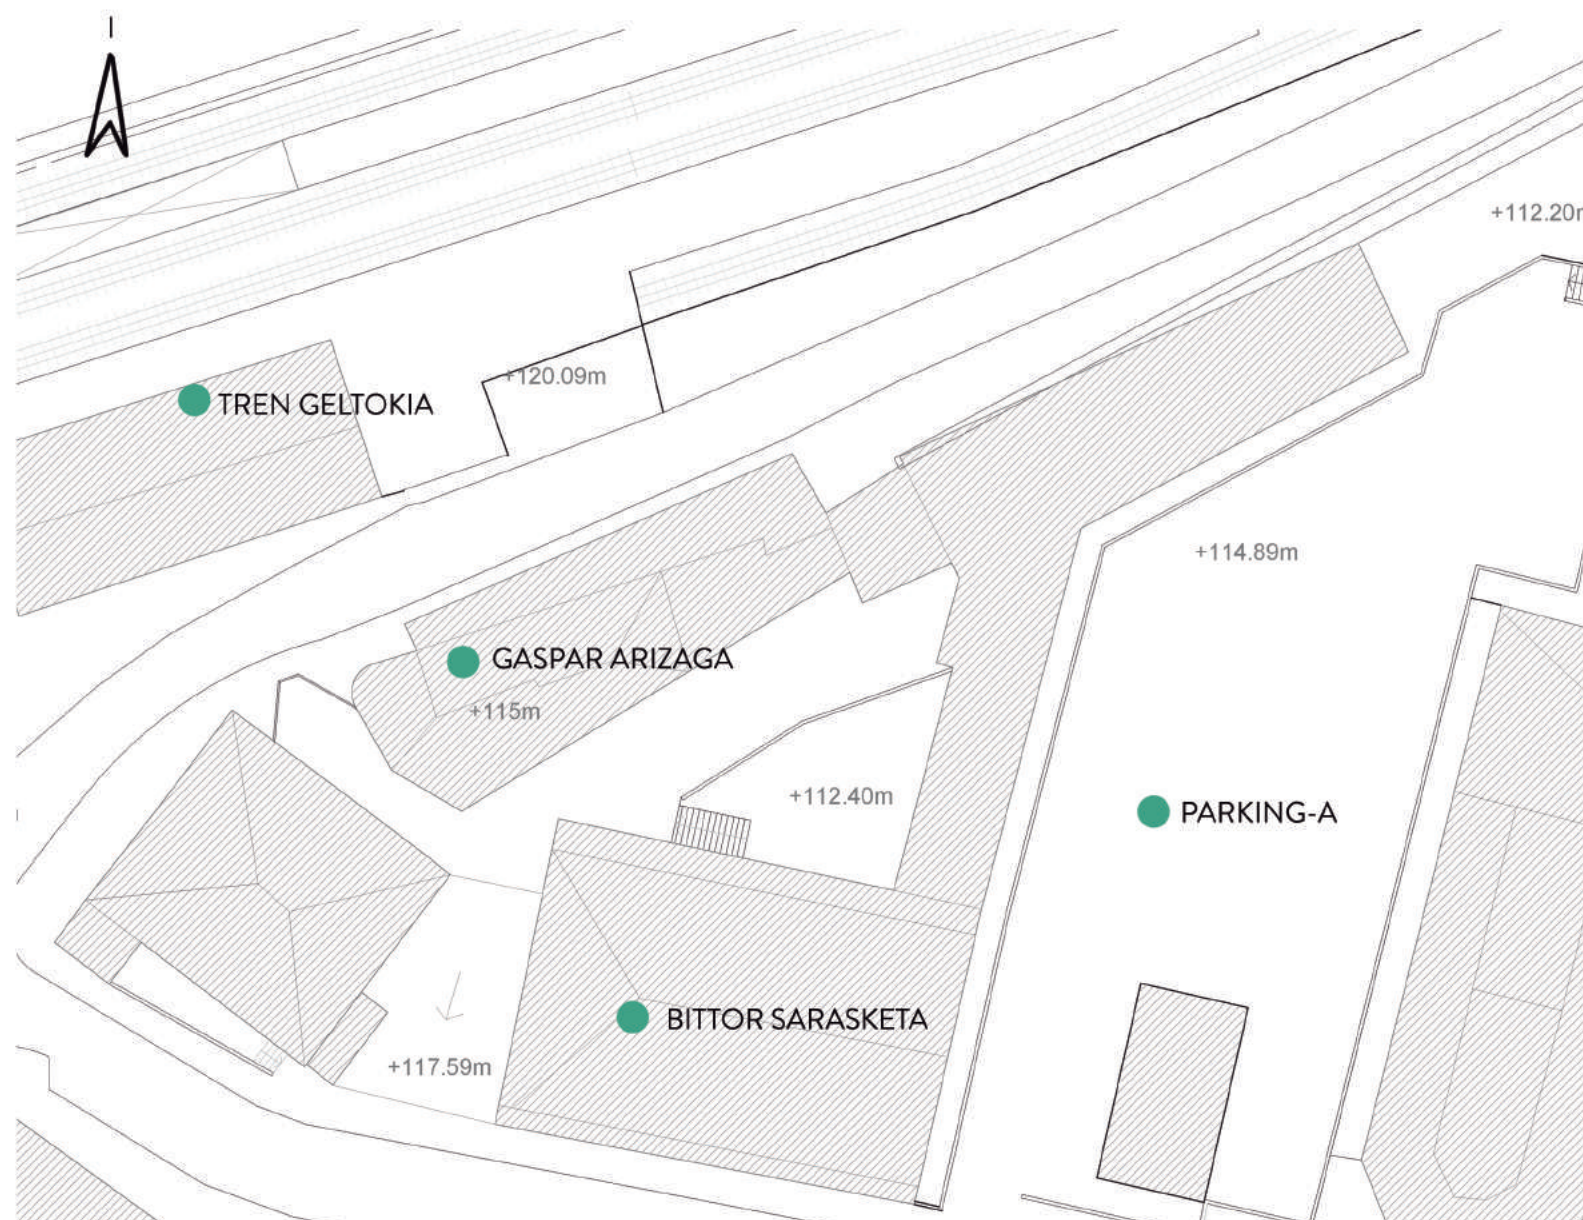 +112.20m
+120.09m
TREN GELTOKIA
+114.89m
GASPAR ARIZAGA
+115m
+112.40m
PARKING-A
BITTOR SARASKETA
+117.59m